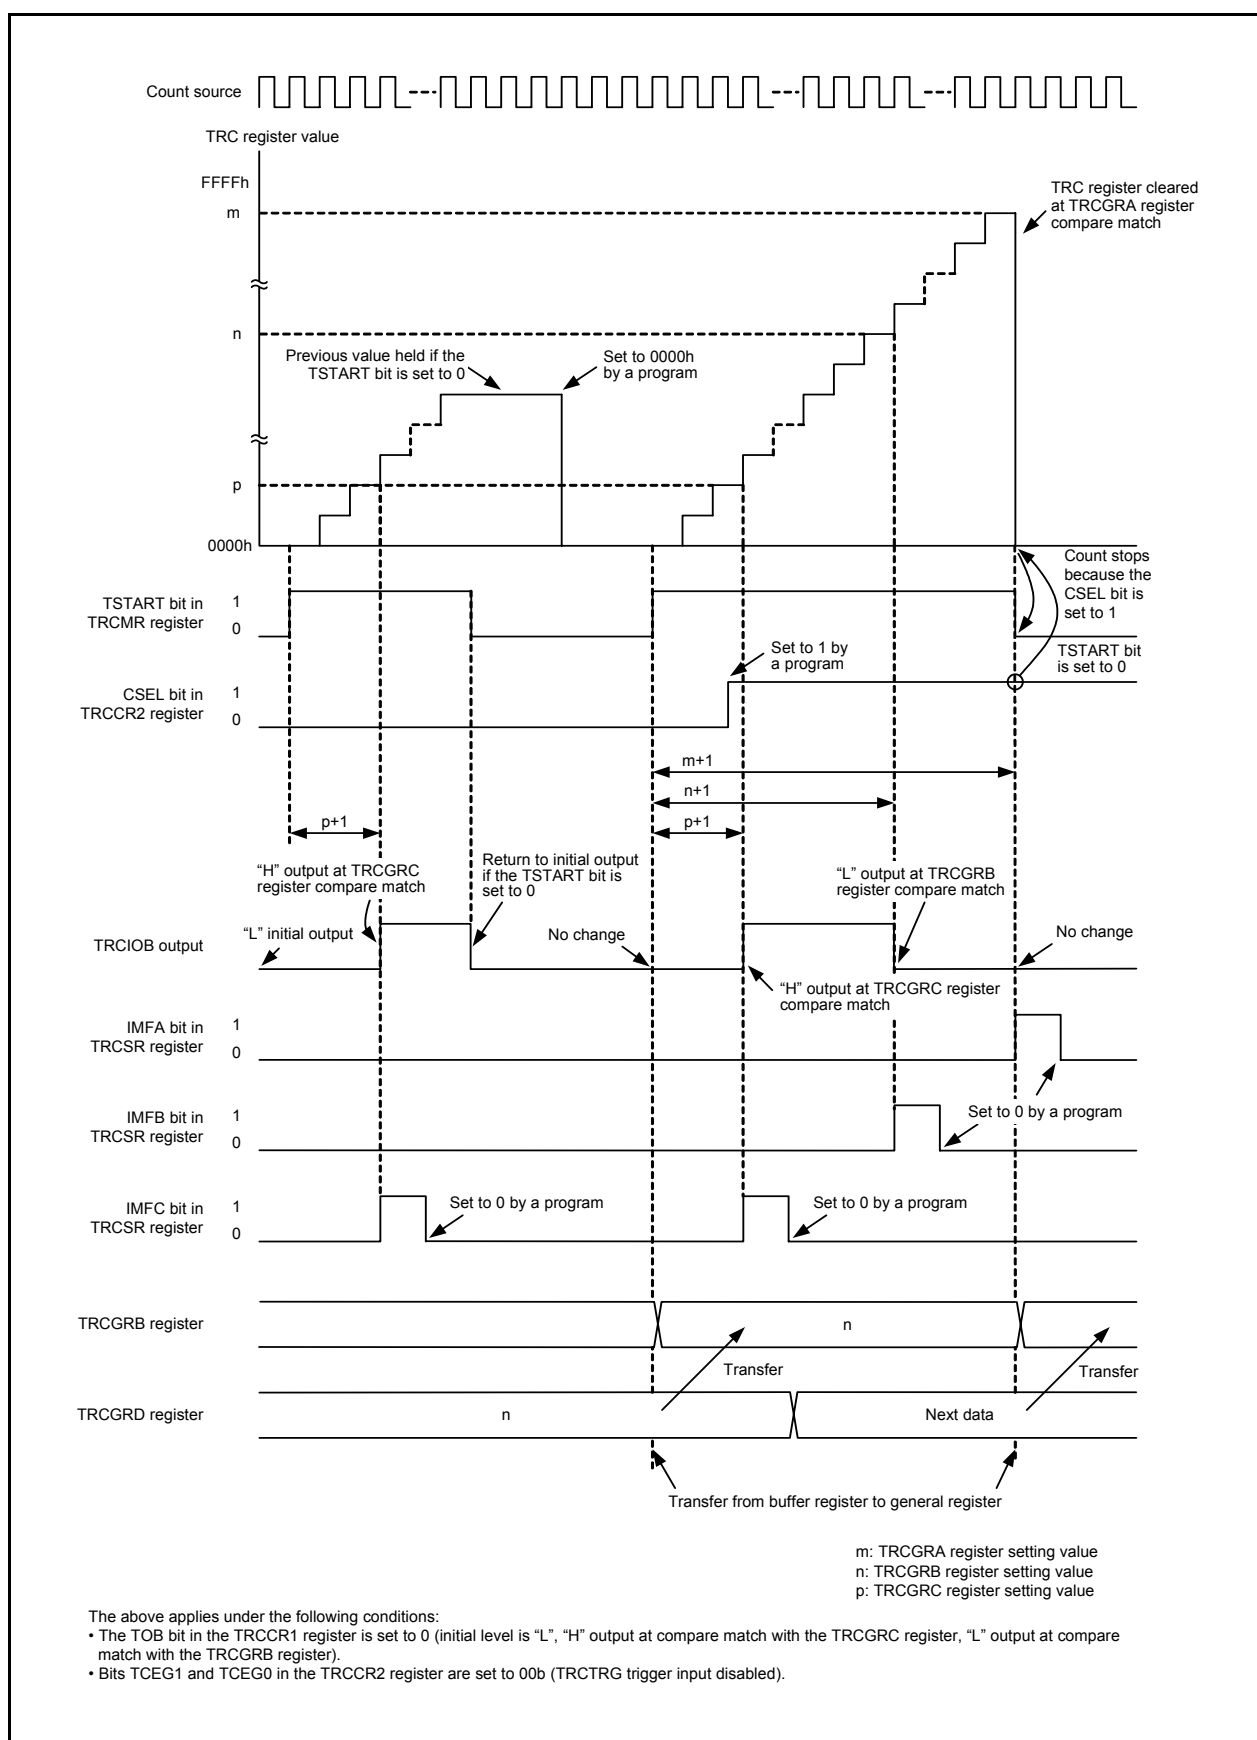 Count source
TRC register value
FFFFh
m
TRC register cleared
at TRCGRA register
compare match
n
Previous value held if the
TSTART bit is set to 0
Set to 0000h
by a program
p
0000h
Count stops
because the
CSEL bit is
set to 1
TSTART bit in
TRCMR register
1
0
TSTART bit
is set to 0
Set to 1 by
a program
CSEL bit in
TRCCR2 register
1
0
m+1
n+1
p+1
p+1
“H” output at TRCGRC
register compare match
Return to initial output
if the TSTART bit is
set to 0
“L” output at TRCGRB
register compare match
TRCIOB output
“L” initial output
No change
No change
“H” output at TRCGRC register
compare match
IMFA bit in
TRCSR register
1
0
IMFB bit in
TRCSR register
1
0
Set to 0 by a program
IMFC bit in
TRCSR register
1
0
Set to 0 by a program
Set to 0 by a program
TRCGRB register
n
Transfer
Transfer
TRCGRD register
n
Next data
Transfer from buffer register to general register
m: TRCGRA register setting value
n: TRCGRB register setting value
p: TRCGRC register setting value
The above applies under the following conditions:
• The TOB bit in the TRCCR1 register is set to 0 (initial level is “L”, “H” output at compare match with the TRCGRC register, “L” output at compare
match with the TRCGRB register).
• Bits TCEG1 and TCEG0 in the TRCCR2 register are set to 00b (TRCTRG trigger input disabled).